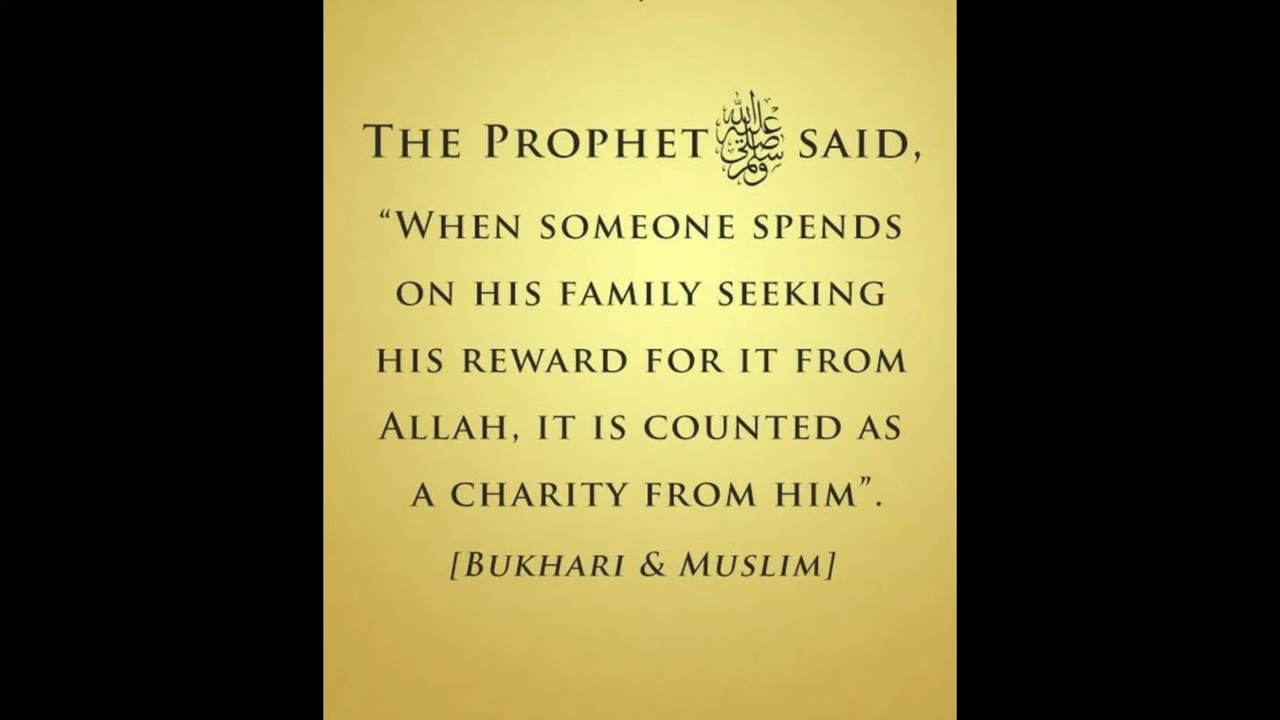 THE PROPHET صلى الله عليه وسلم SAID,
“WHEN SOMEONE SPENDS
ON HIS FAMILY SEEKING
HIS REWARD FOR IT FROM
ALLAH, IT IS COUNTED AS
A CHARITY FROM HIM”.
[BUKHARI & MUSLIM]